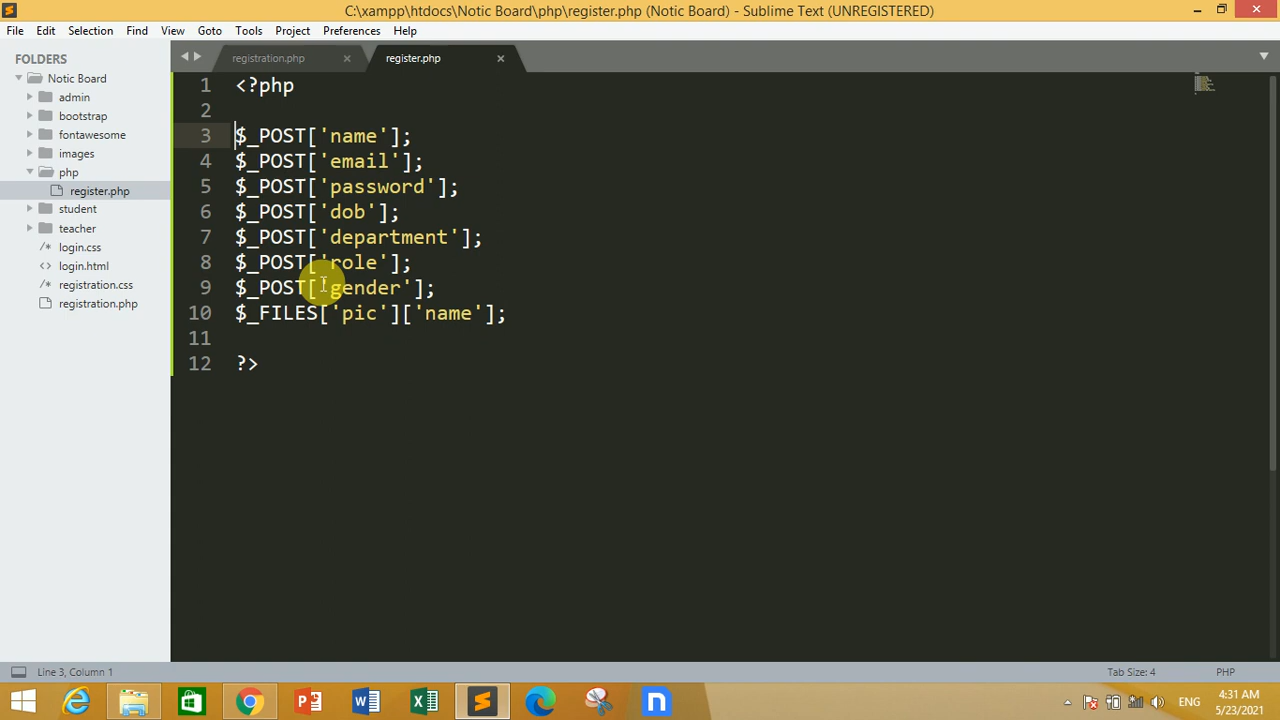 C:\xampp\htdocs\Notic Board\php\register.php (Notic Board) - Sublime Text (UNREGISTERED)
File Edit Selection Find View Goto Tools Project Preferences Help
FOLDERS
Notic Board
admin
bootstrap
fontawesome
images
php
register.php
student
teacher
login.css
login.html
registration.css
registration.php
registration.php register.php
1 <?php
2
3 $_POST['name'];
4 $_POST['email'];
5 $_POST['password'];
6 $_POST['dob'];
7 $_POST['department'];
8 $_POST['role'];
9 $_POST['gender'];
10 $_FILES['pic']['name'];
11
12 ?>
Line 3, Column 1 Tab Size: 4 PHP
ENG 4:31 AM
5/23/2021